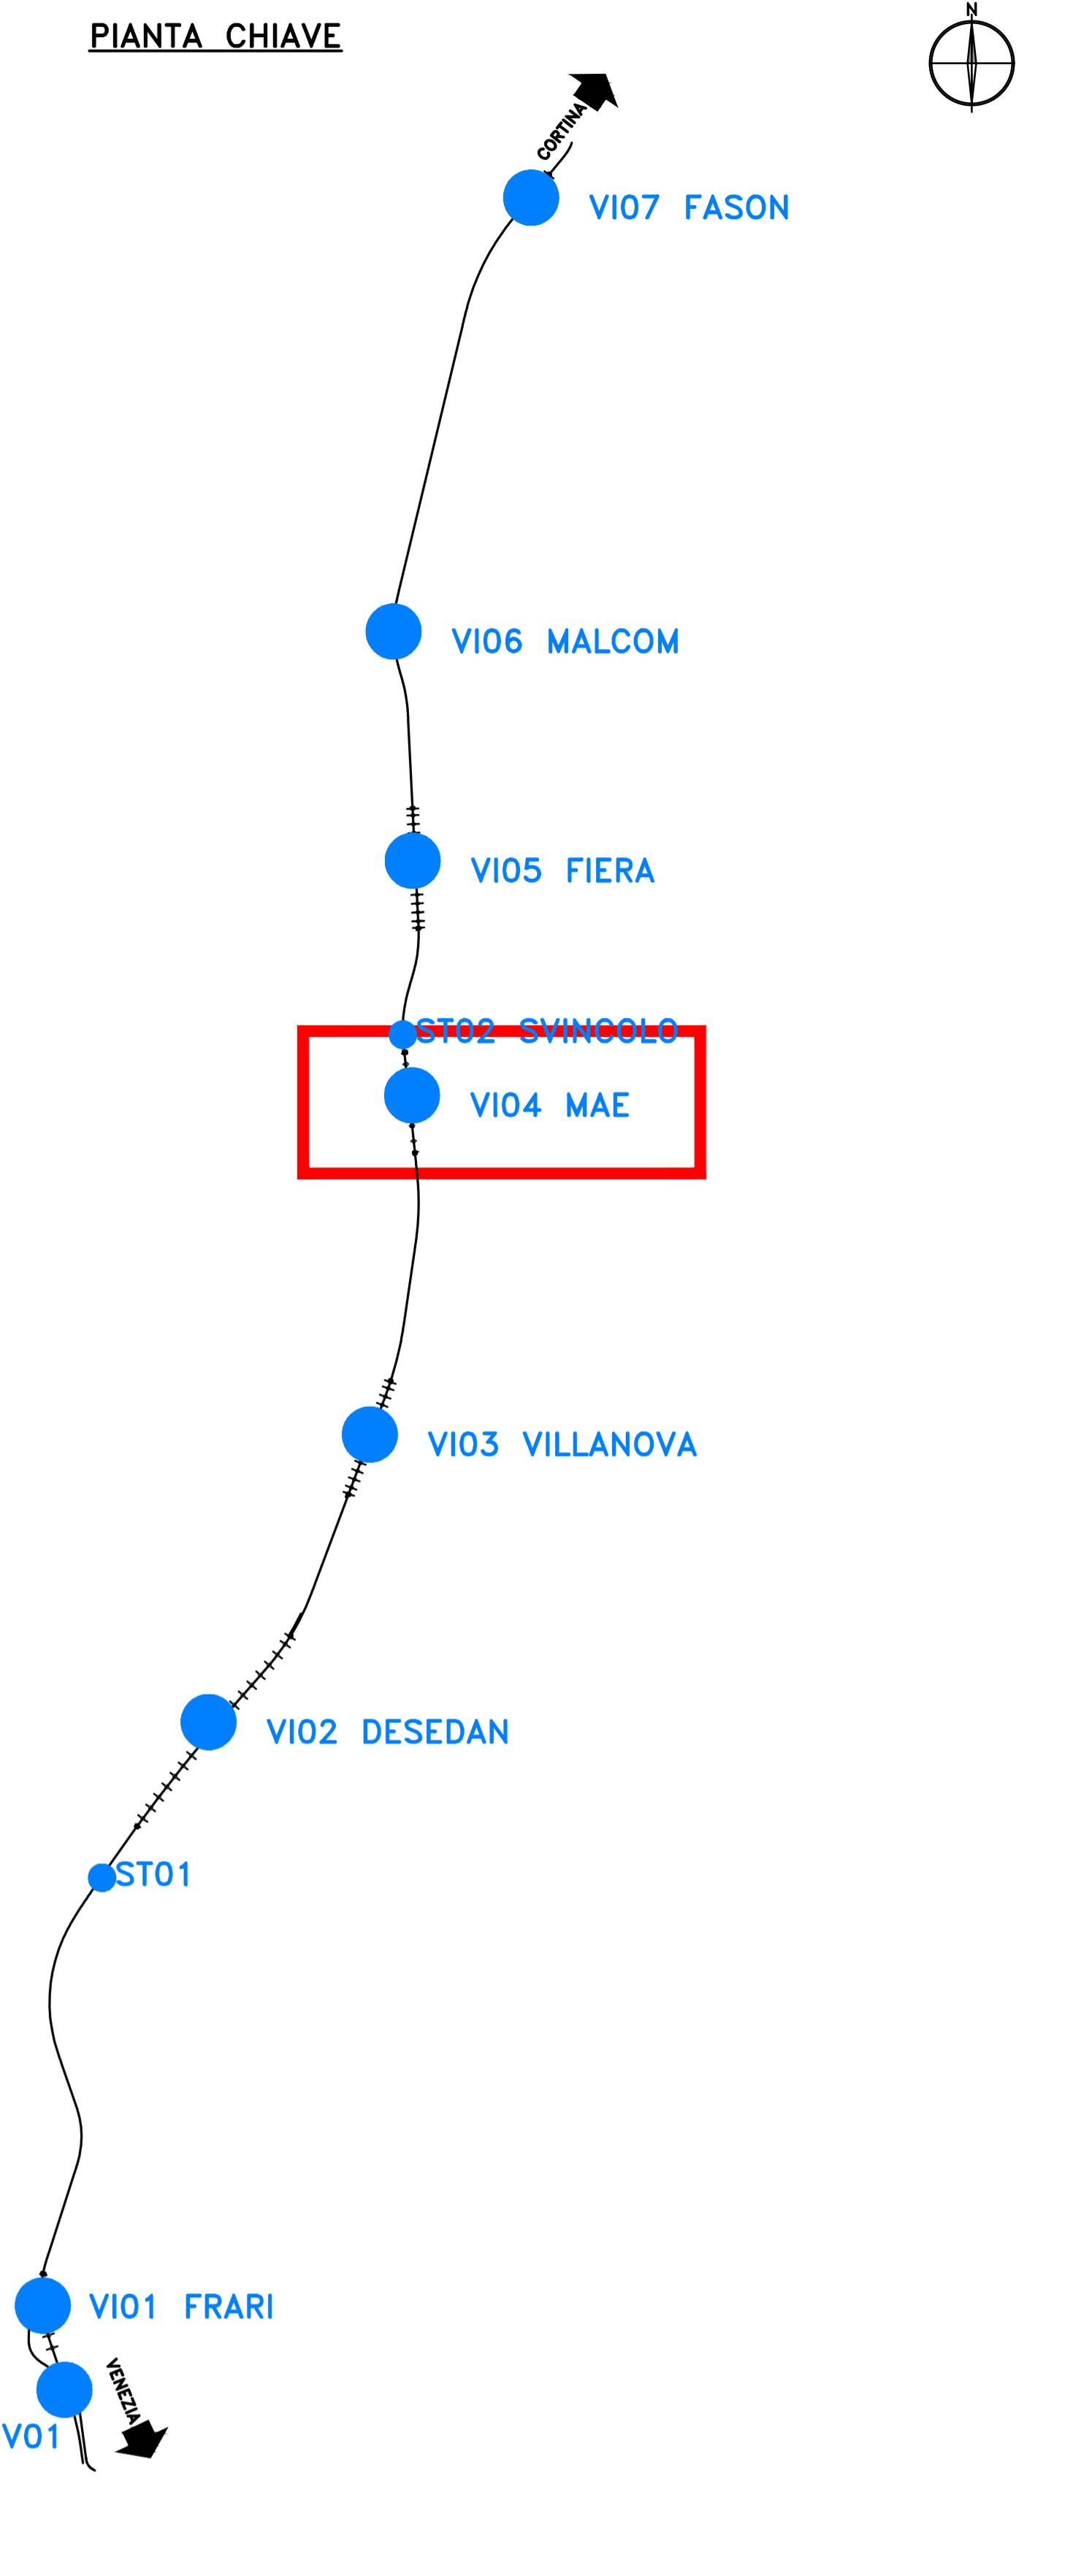 PIANTA CHIAVE
N
CORTINA
VI07 FASON
VI06 MALCOM
VI05 FIERA
ST02 SVINCOLO
VI04 MAE
VI03 VILLANOVA
VI02 DESEDAN
ST01
VI01 FRARI
VENEZIA
V01